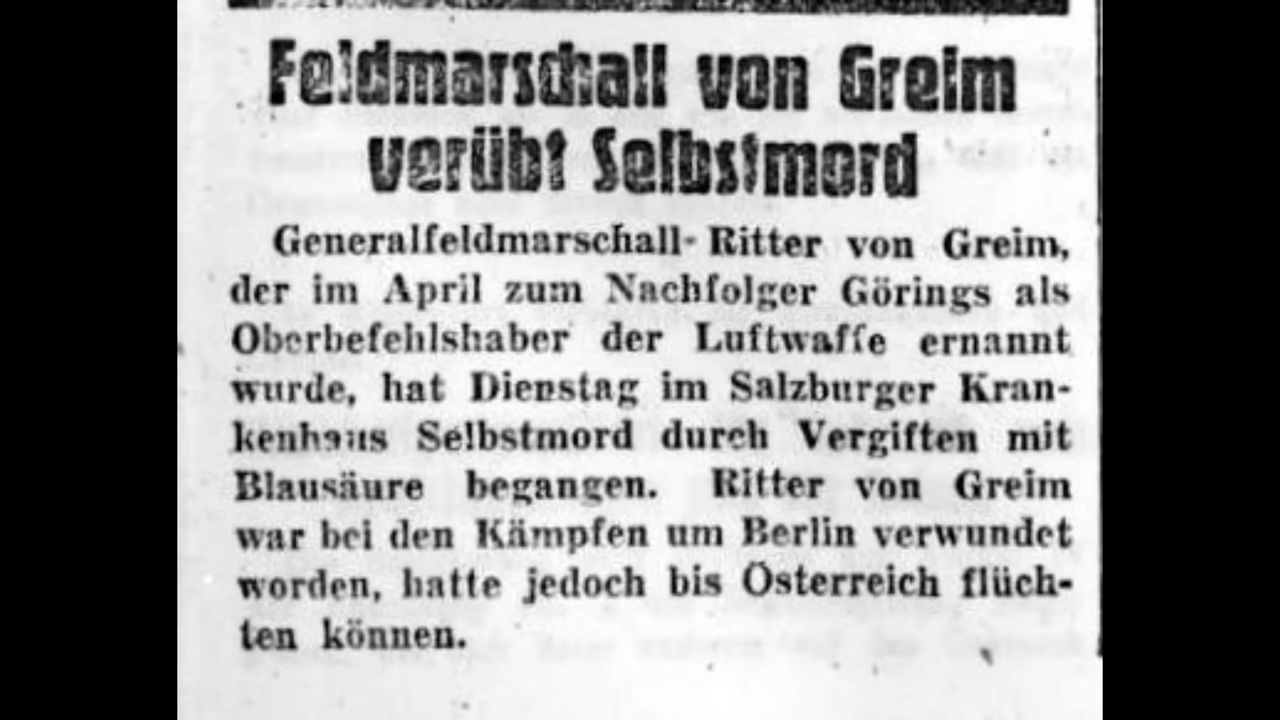 Feldmarschall von Greim
verübt Selbstmord
Generalfeldmarschall- Ritter von Greim,
der im April zum Nachfolger Görings als
Oberbefehlshaber der Luftwaffe ernannt
wurde, hat Dienstag im Salzburger Kran-
kenhaus Selbstmord durch Vergiften mit
Blausäure begangen. Ritter von Greim
war bei den Kämpfen um Berlin verwundet
worden, hatte jedoch bis Österreich flüch-
ten können.